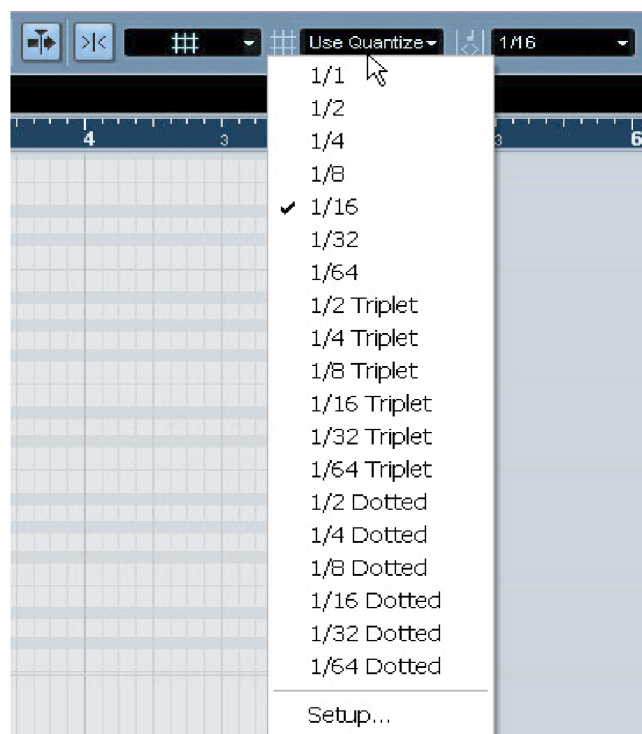 Use Quantize 1/16
4 3 3 6
1/1
1/2
1/4
1/8
1/16
1/32
1/64
1/2 Triplet
1/4 Triplet
1/8 Triplet
1/16 Triplet
1/32 Triplet
1/64 Triplet
1/2 Dotted
1/4 Dotted
1/8 Dotted
1/16 Dotted
1/32 Dotted
1/64 Dotted
Setup...